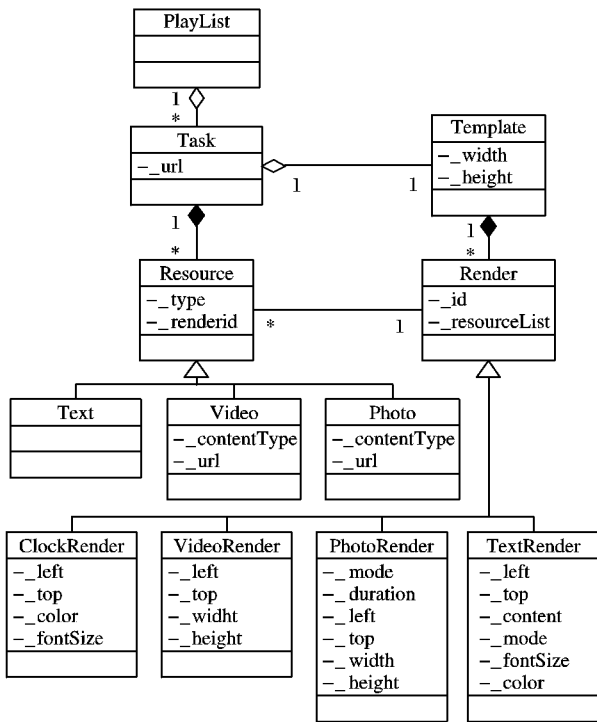 PlayList
1
*
Task
−_url
1
1
Template
−_width
−_height
1
*
1
*
Resource
−_type
−_renderid
*
1
Render
−_id
−_resourceList
Text
Video
−_contentType
−_url
Photo
−_contentType
−_url
ClockRender
−_left
−_top
−_color
−_fontSize
VideoRender
−_left
−_top
−_widht
−_height
PhotoRender
−_mode
−_duration
−_left
−_top
−_width
−_height
TextRender
−_left
−_top
−_content
−_mode
−_fontSize
−_color